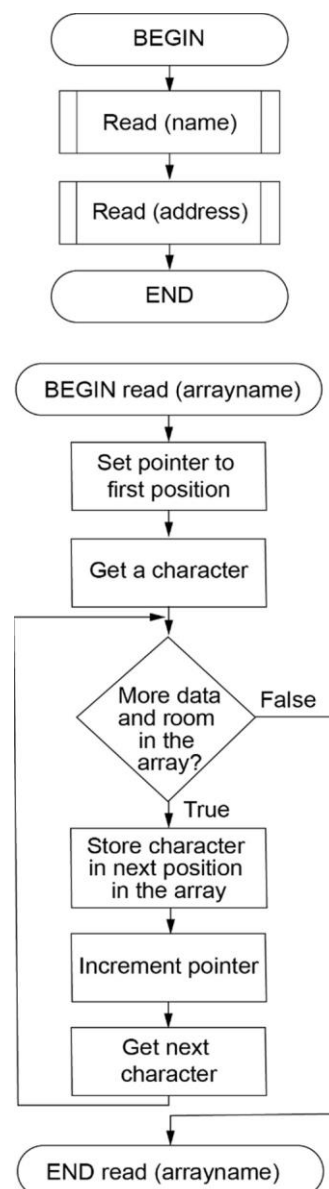 BEGIN
Read (name)
Read (address)
END
BEGIN read (arrayname)
Set pointer to
first position
Get a character
More data
and room
in the
array?
False
True
Store character
in next position
in the array
Increment pointer
Get next
character
END read (arrayname)